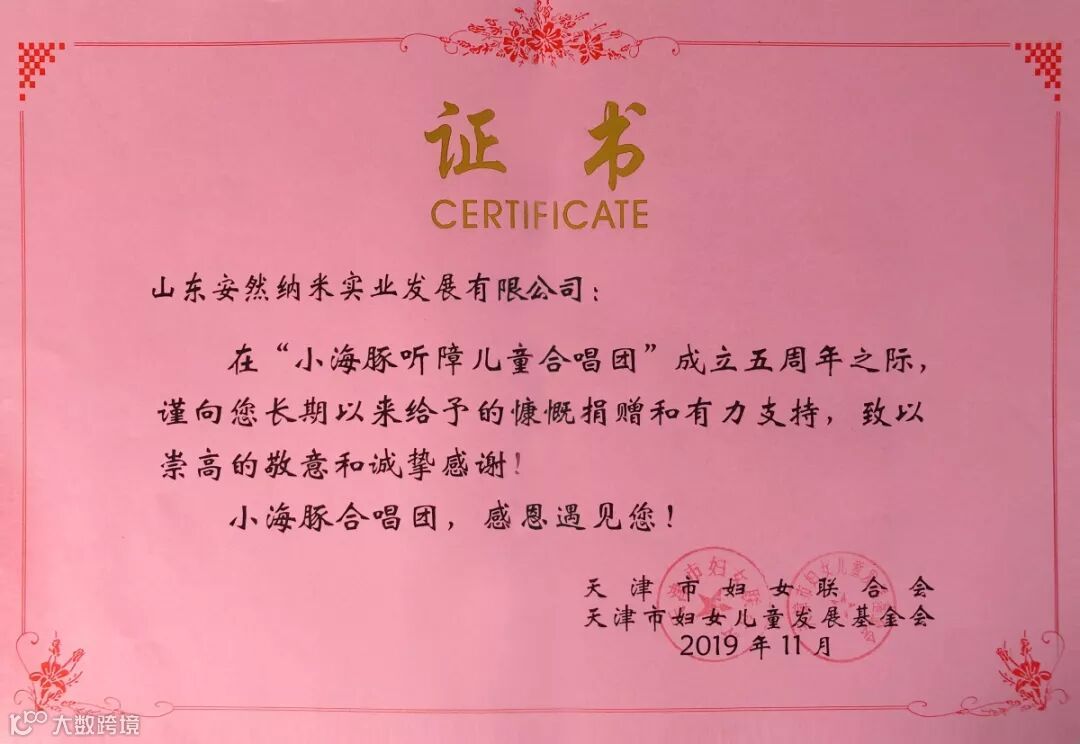 证书
CERTIFICATE
山东安然纳米实业发展有限公司：
在“小海豚听障儿童合唱团”成立五周年之际，
谨向您长期以来给予的慷慨捐赠和有力支持，致以
崇高的敬意和诚挚感谢！
小海豚合唱团，感恩遇见您！
天津市妇女联合会
天津市妇女儿童发展基金会
2019年11月
大数跨境